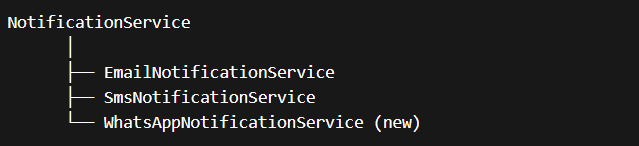 NotificationService
│
├── EmailNotificationService
├── SmsNotificationService
└── WhatsAppNotificationService (new)